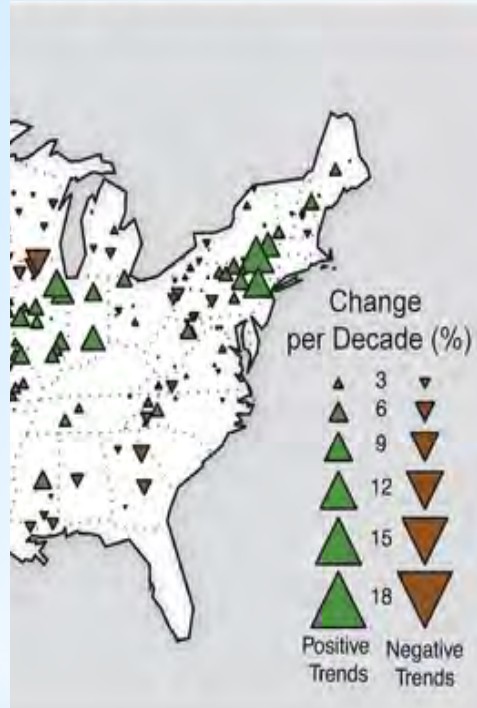 Change
per Decade (%)
3
6
9
12
15
18
Positive Negative
Trends Trends